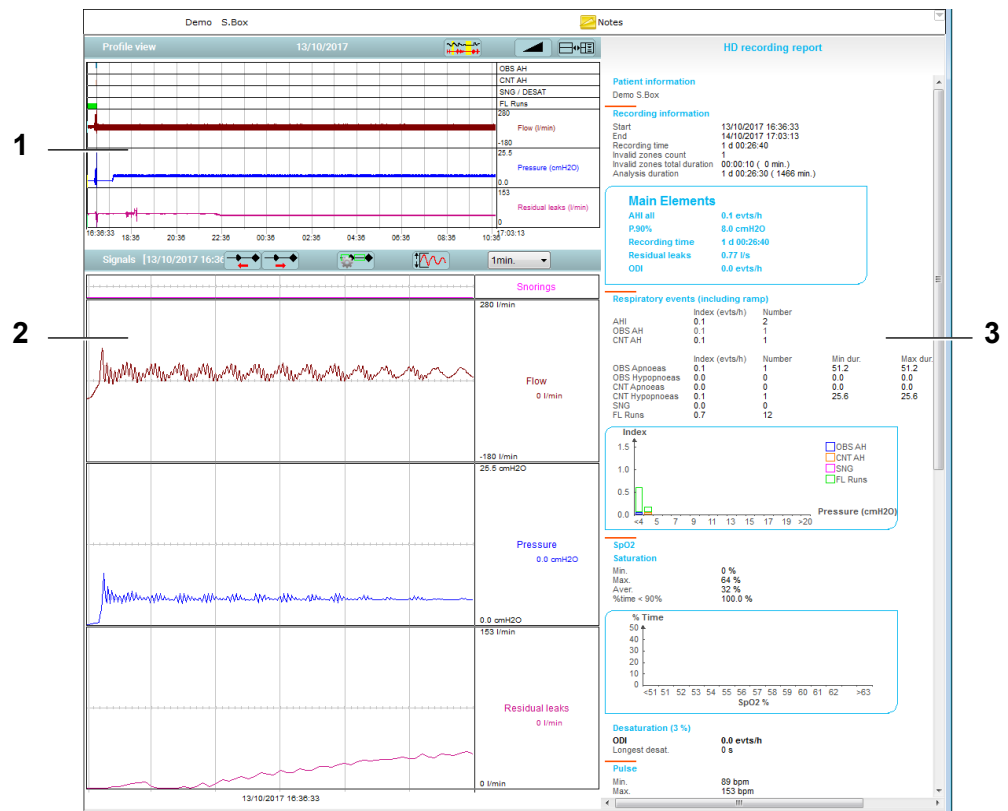 Demo S.Box
Notes
Profile view 13/10/2017
OBS AH
CNT AH
SNG / DESAT
FL Runs
280
Flow (l/min)
-180
25.5
Pressure (cmH2O)
0.0
153
Residual leaks (l/min)
0
16:36:33 18:36 20:36 22:36 00:36 02:36 04:36 06:36 08:36 10:36 17:03:13
1
Signals [13/10/2017 16:36
1min.
Snorings
280 l/min
Flow
0 l/min
-180 l/min
2
25.5 cmH2O
Pressure
0.0 cmH2O
0.0 cmH2O
153 l/min
Residual leaks
0 l/min
0 l/min
13/10/2017 16:36:33
HD recording report
Patient information
Demo S.Box
Recording information
Start 13/10/2017 16:36:33
End 14/10/2017 17:03:13
Recording time 1 d 00:26:40
Invalid zones count 1
Invalid zones total duration 00:00:10 ( 0 min.)
Analysis duration 1 d 00:26:30 ( 1466 min.)
Main Elements
AHI all 0.1 evts/h
P.90% 8.0 cmH2O
Recording time 1 d 00:26:40
Residual leaks 0.77 l/s
ODI 0.0 evts/h
Respiratory events (including ramp)
Index (evts/h) Number
AHI 0.1 2
OBS AH 0.1 1
CNT AH 0.1 1
3
Index (evts/h) Number Min dur. Max dur.
OBS Apnoeas 0.1 1 51.2 51.2
OBS Hypopnoeas 0.0 0 0.0 0.0
CNT Apnoeas 0.0 0 0.0 0.0
CNT Hypopnoeas 0.1 1 25.6 25.6
SNG 0.0 0
FL Runs 0.7 12
Index
1.5
1.0
0.5
0.0
OBS AH
CNT AH
SNG
FL Runs
<4 5 7 9 11 13 15 17 19 >20
Pressure (cmH2O)
SpO2
Saturation
Min. 0 %
Max. 64 %
Aver. 32 %
%time < 90% 100.0 %
% Time
50
40
30
20
10
0
<51 51 52 53 54 55 56 57 58 59 60 61 62 >63
SpO2 %
Desaturation (3 %)
ODI 0.0 evts/h
Longest desat. 0 s
Pulse
Min. 89 bpm
Max. 153 bpm